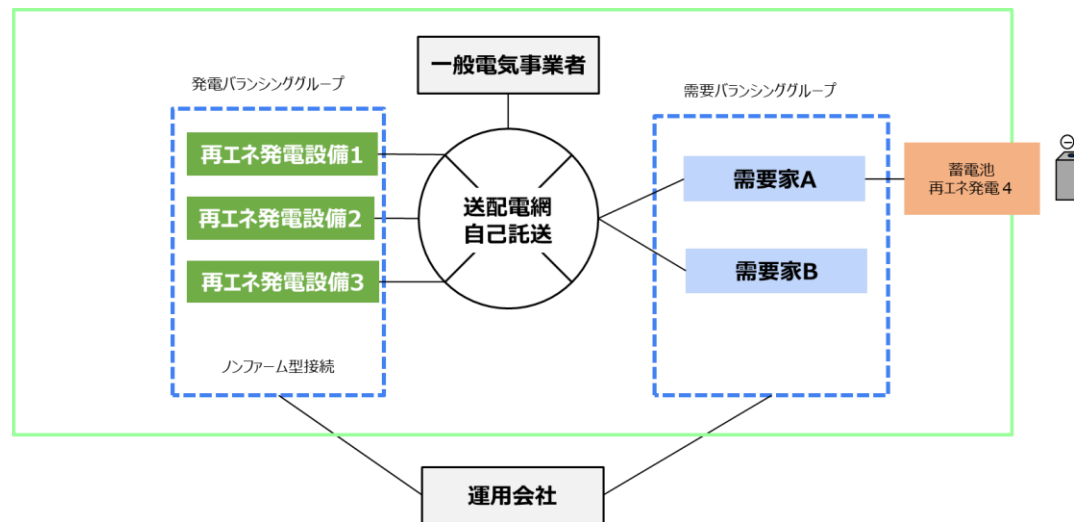 一般電気事業者
発電バランシンググループ
需要バランシンググループ
再エネ発電設備1
再エネ発電設備2
再エネ発電設備3
ノンファーム型接続
送配電網
自己託送
需要家A
需要家B
蓄電池
再エネ発電４
運用会社